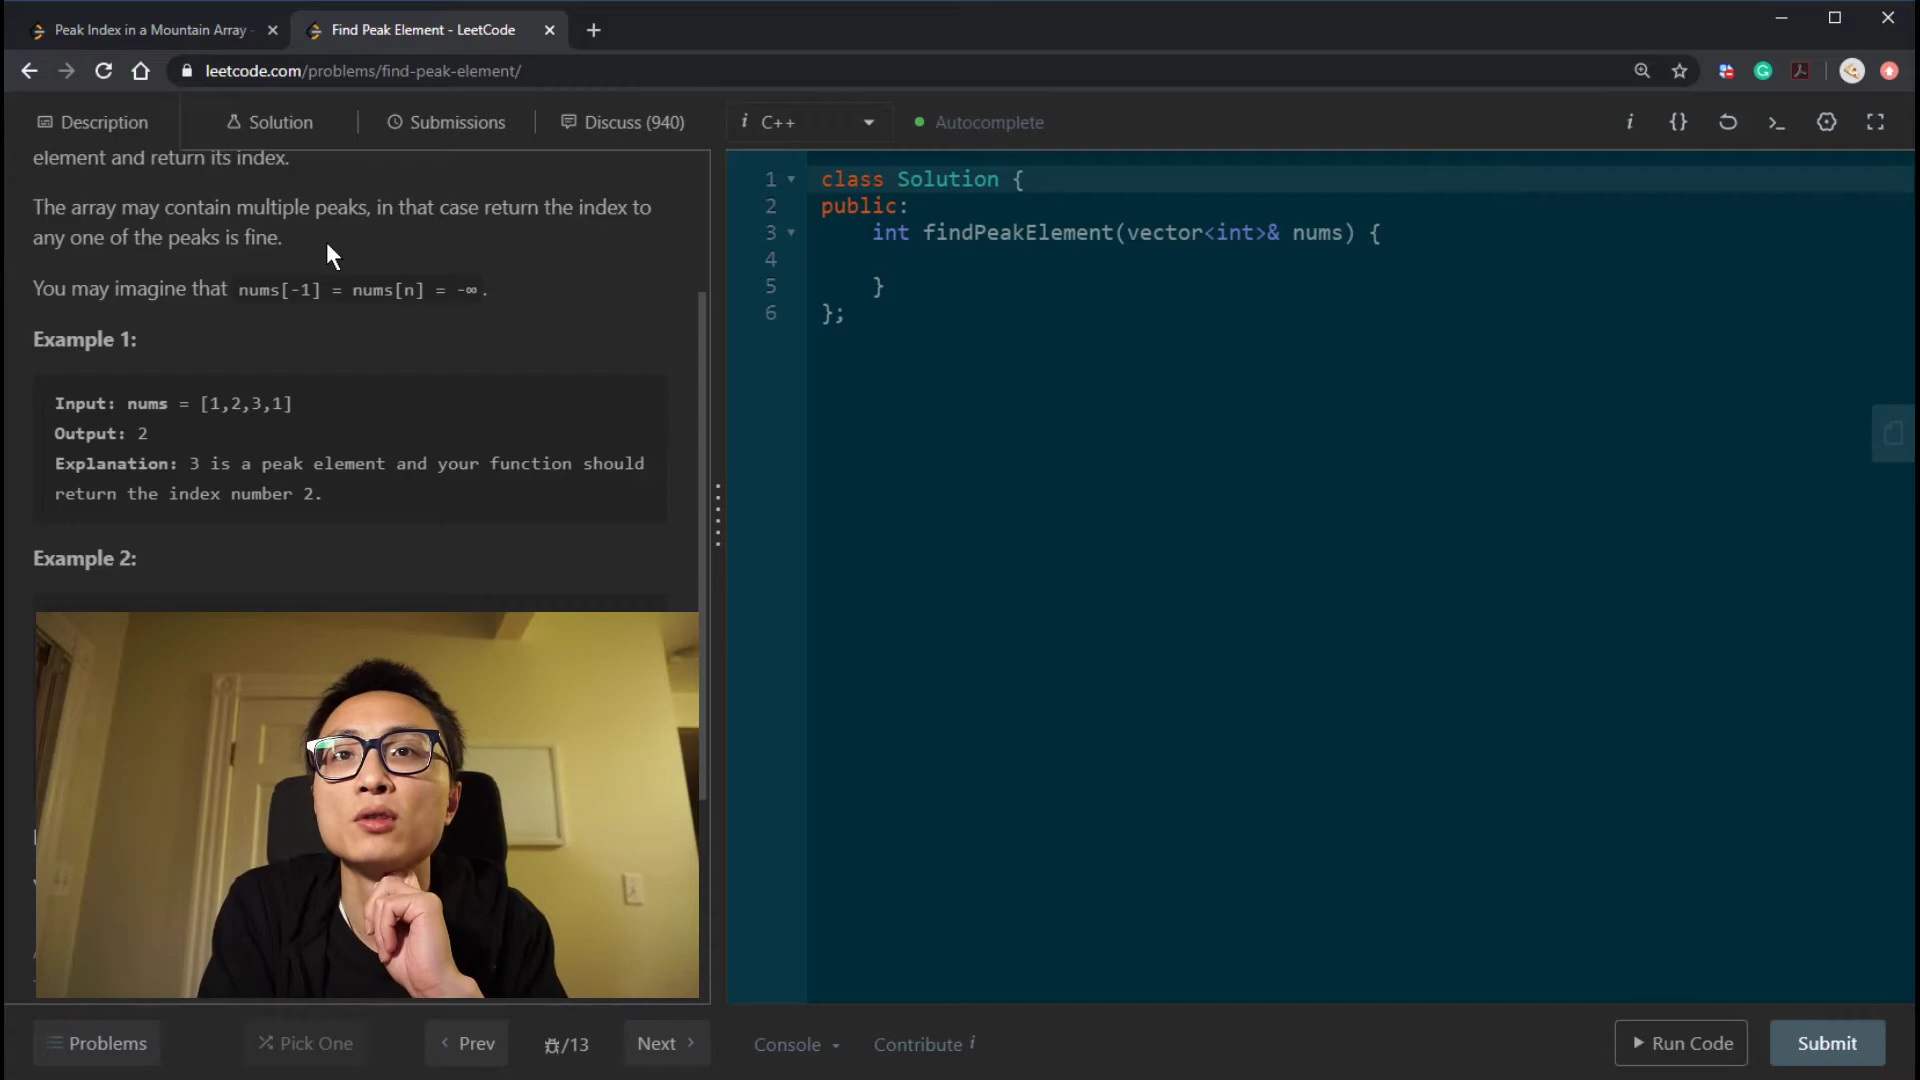 Peak Index in a Mountain Array -
Find Peak Element - LeetCode
leetcode.com/problems/find-peak-element/
Description
Solution
Submissions
Discuss (940)
i C++
Autocomplete
element and return its index.
The array may contain multiple peaks, in that case return the index to
any one of the peaks is fine.
You may imagine that nums[-1] = nums[n] = -∞.
Example 1:
Input: nums = [1,2,3,1]
Output: 2
Explanation: 3 is a peak element and your function should
return the index number 2.
Example 2:
1 class Solution {
2 public:
3 int findPeakElement(vector<int>& nums) {
4
5 }
6 };
Problems
Pick One
Prev
/13
Next
Console
Contribute i
Run Code
Submit